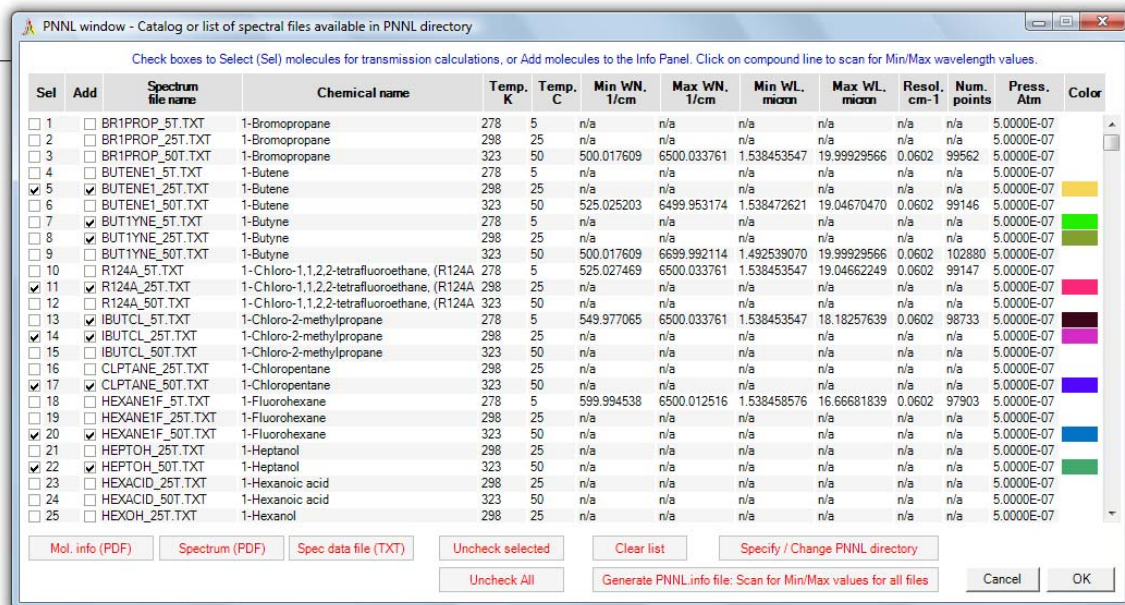 PNNL window - Catalog or list of spectral files available in PNNL directory
Check boxes to Select (Sel) molecules for transmission calculations, or Add molecules to the Info Panel. Click on compound line to scan for Min/Max wavelength values.
Sel Add Spectrum file name Chemical name Temp. K Temp. C Min WN, 1/cm Max WN, 1/cm Min WL, micron Max WL, micron Resol. cm-1 Num. points Press. Atm Color
1 BR1PROP_5T.TXT 1-Bromopropane 278 5 n/a n/a n/a n/a n/a n/a 5.0000E-07
2 BR1PROP_25T.TXT 1-Bromopropane 298 25 n/a n/a n/a n/a n/a n/a 5.0000E-07
3 BR1PROP_50T.TXT 1-Bromopropane 323 50 500.017609 6500.033761 1.538453547 19.99929566 0.0602 99562 5.0000E-07
4 BUTENE1_5T.TXT 1-Butene 278 5 n/a n/a n/a n/a n/a n/a 5.0000E-07
5 BUTENE1_25T.TXT 1-Butene 298 25 n/a n/a n/a n/a n/a n/a 5.0000E-07
6 BUTENE1_50T.TXT 1-Butene 323 50 525.025203 6499.953174 1.538472621 19.04670470 0.0602 99146 5.0000E-07
7 BUT1YNE_5T.TXT 1-Butyne 278 5 n/a n/a n/a n/a n/a n/a 5.0000E-07
8 BUT1YNE_25T.TXT 1-Butyne 298 25 n/a n/a n/a n/a n/a n/a 5.0000E-07
9 BUT1YNE_50T.TXT 1-Butyne 323 50 500.017609 6699.992114 1.492539070 19.99929566 0.0602 102880 5.0000E-07
10 R124A_5T.TXT 1-Chloro-1,1,2,2-tetrafluoroethane, (R124A 278 5 525.027469 6500.033761 1.538453547 19.04662249 0.0602 99147 5.0000E-07
11 R124A_25T.TXT 1-Chloro-1,1,2,2-tetrafluoroethane, (R124A 298 25 n/a n/a n/a n/a n/a n/a 5.0000E-07
12 R124A_50T.TXT 1-Chloro-1,1,2,2-tetrafluoroethane, (R124A 323 50 n/a n/a n/a n/a n/a n/a 5.0000E-07
13 IBUTCL_5T.TXT 1-Chloro-2-methylpropane 278 5 549.977065 6500.033761 1.538453547 18.18257639 0.0602 98733 5.0000E-07
14 IBUTCL_25T.TXT 1-Chloro-2-methylpropane 298 25 n/a n/a n/a n/a n/a n/a 5.0000E-07
15 IBUTCL_50T.TXT 1-Chloro-2-methylpropane 323 50 n/a n/a n/a n/a n/a n/a 5.0000E-07
16 CLPTANE_25T.TXT 1-Chloropentane 298 25 n/a n/a n/a n/a n/a n/a 5.0000E-07
17 CLPTANE_50T.TXT 1-Chloropentane 323 50 n/a n/a n/a n/a n/a n/a 5.0000E-07
18 HEXANE1F_5T.TXT 1-Fluorohexane 278 5 599.994538 6500.012516 1.538458576 16.66681839 0.0602 97903 5.0000E-07
19 HEXANE1F_25T.TXT 1-Fluorohexane 298 25 n/a n/a n/a n/a n/a n/a 5.0000E-07
20 HEXANE1F_50T.TXT 1-Fluorohexane 323 50 n/a n/a n/a n/a n/a n/a 5.0000E-07
21 HEPTOH_25T.TXT 1-Heptanol 298 25 n/a n/a n/a n/a n/a n/a 5.0000E-07
22 HEPTOH_50T.TXT 1-Heptanol 323 50 n/a n/a n/a n/a n/a n/a 5.0000E-07
23 HEXACID_25T.TXT 1-Hexanoic acid 298 25 n/a n/a n/a n/a n/a n/a 5.0000E-07
24 HEXACID_50T.TXT 1-Hexanoic acid 323 50 n/a n/a n/a n/a n/a n/a 5.0000E-07
25 HEXOH_25T.TXT 1-Hexanol 298 25 n/a n/a n/a n/a n/a n/a 5.0000E-07
Mol. info (PDF) Spectrum (PDF) Spec data file (TXT) Uncheck selected Clear list Specify / Change PNNL directory
Uncheck All Generate PNNL.info file: Scan for Min/Max values for all files Cancel OK